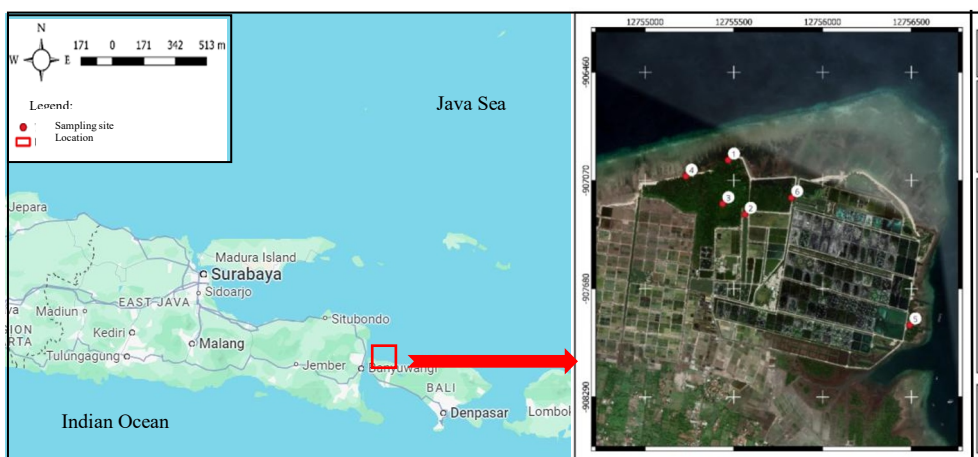 N
W E
S
171 0 171 342 513 m
Legend:
Sampling site
Location
Java Sea
Jepara
Madura Island
Surabaya
Sidoarjo
EAST JAVA
Madiun
Kediri
Tulungagung
Malang
Situbondo
Jember
Banyuwangi
BALI
Denpasar
Lombok
Indian Ocean
12755000 12755500 12756000 12756500
-906460
-907070
-907680
-908290
1
4
6
3
2
5